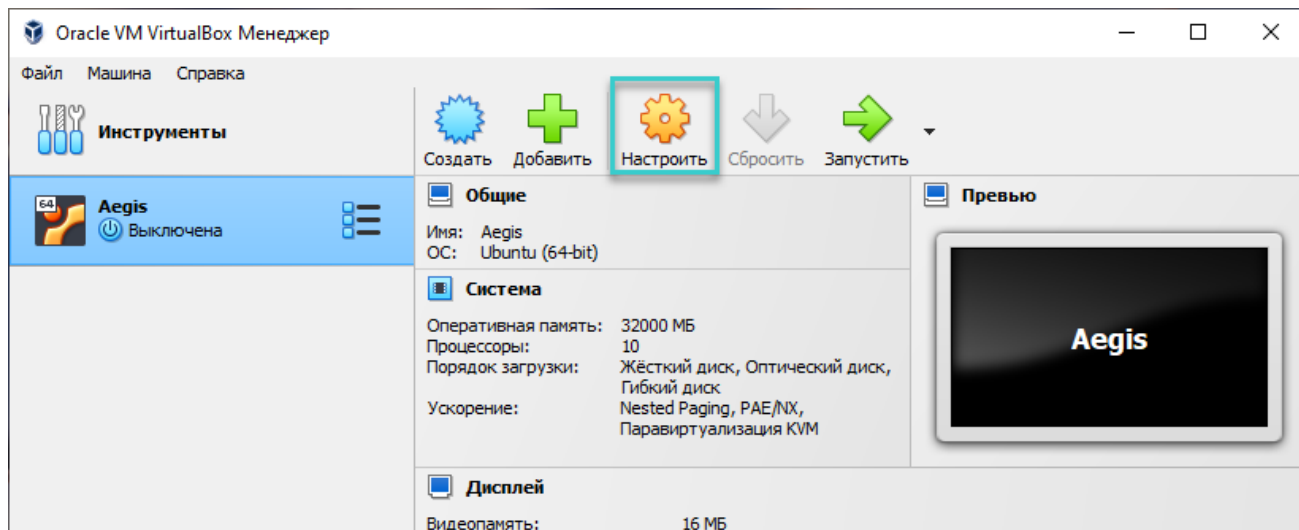 Oracle VM VirtualBox Менеджер
Файл Машина Справка
Инструменты
Создать Добавить Настроить Сбросить Запустить
64
Aegis
Выключена
Общие
Имя: Aegis
ОС: Ubuntu (64-bit)
Система
Оперативная память: 32000 МБ
Процессоры: 10
Порядок загрузки: Жёсткий диск, Оптический диск,
Гибкий диск
Ускорение: Nested Paging, PAE/NX,
Паравиртуализация KVM
Дисплей
Видеопамять: 16 МБ
Превью
Aegis